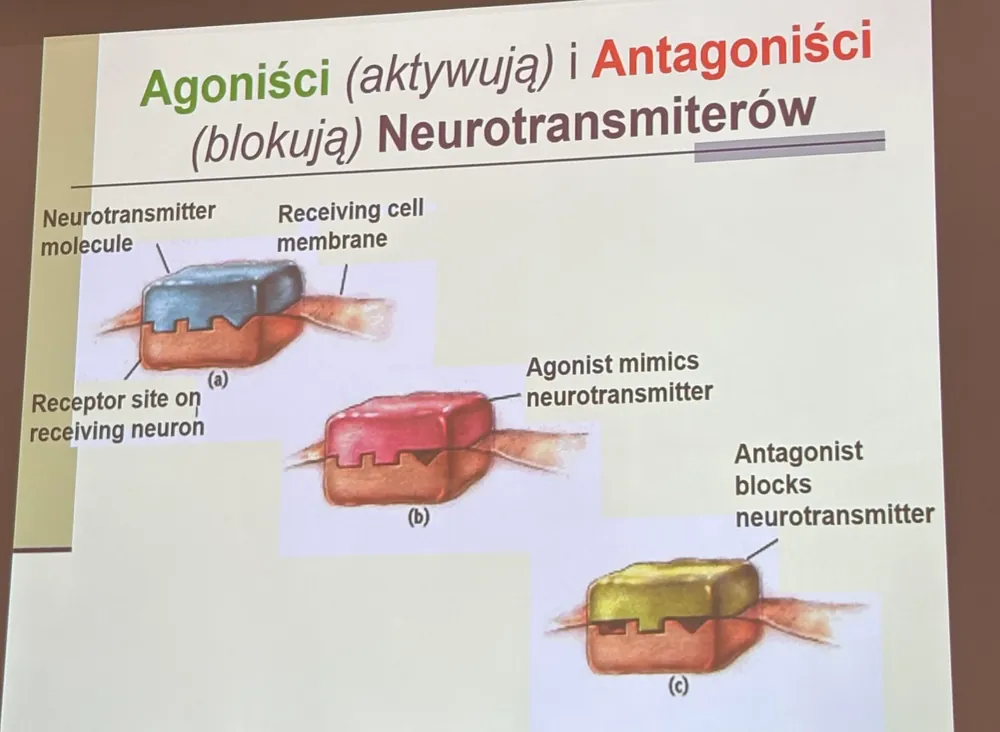 Agoniści (aktywują) i Antagoniści
(blokują) Neurotransmiterów
Neurotransmitter
molecule
Receiving cell
membrane
(a)
Receptor site on
receiving neuron
Agonist mimics
neurotransmitter
(b)
Antagonist
blocks
neurotransmitter
(c)